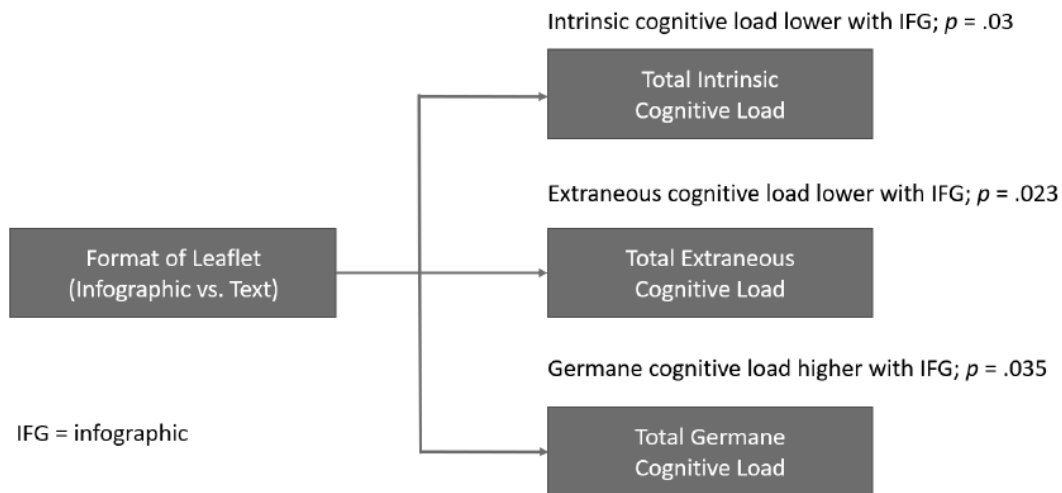 Intrinsic cognitive load lower with IFG; p = .03
Total Intrinsic
Cognitive Load
Extraneous cognitive load lower with IFG; p = .023
Format of Leaflet
(Infographic vs. Text)
Total Extraneous
Cognitive Load
Germane cognitive load higher with IFG; p = .035
IFG = infographic
Total Germane
Cognitive Load